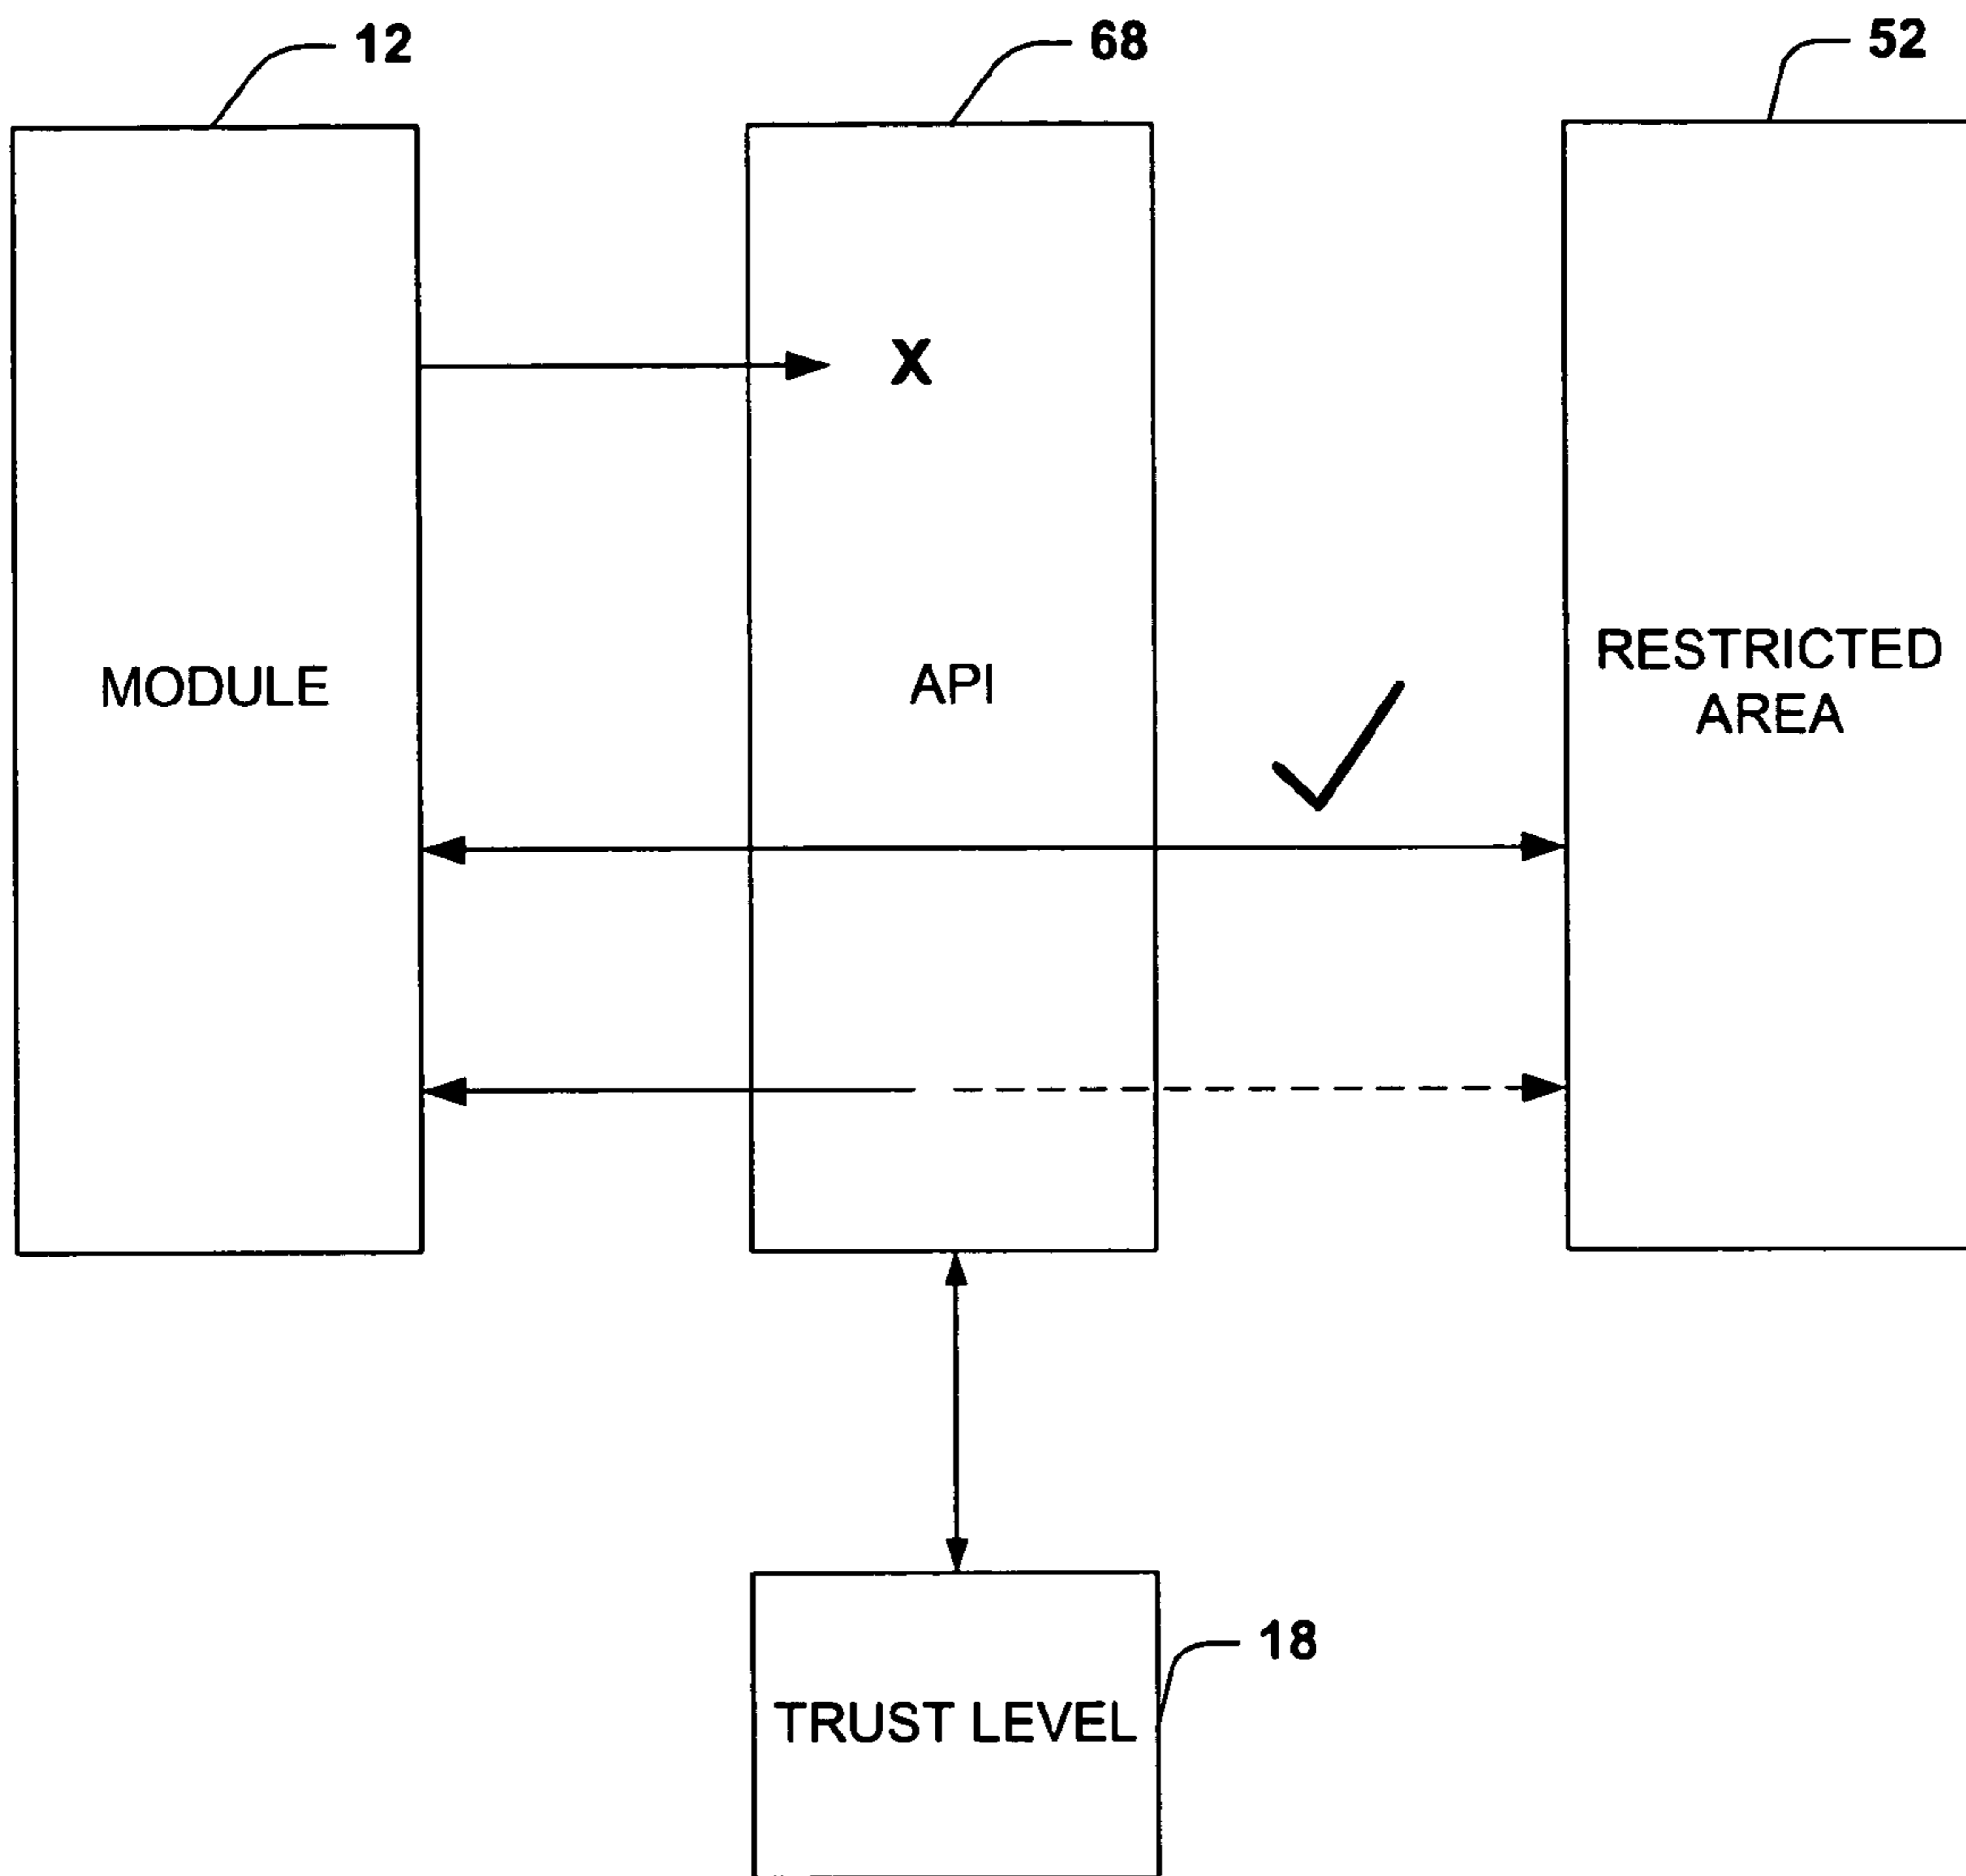 12
68
52
X
MODULE
API
RESTRICTED
AREA
18
TRUST LEVEL